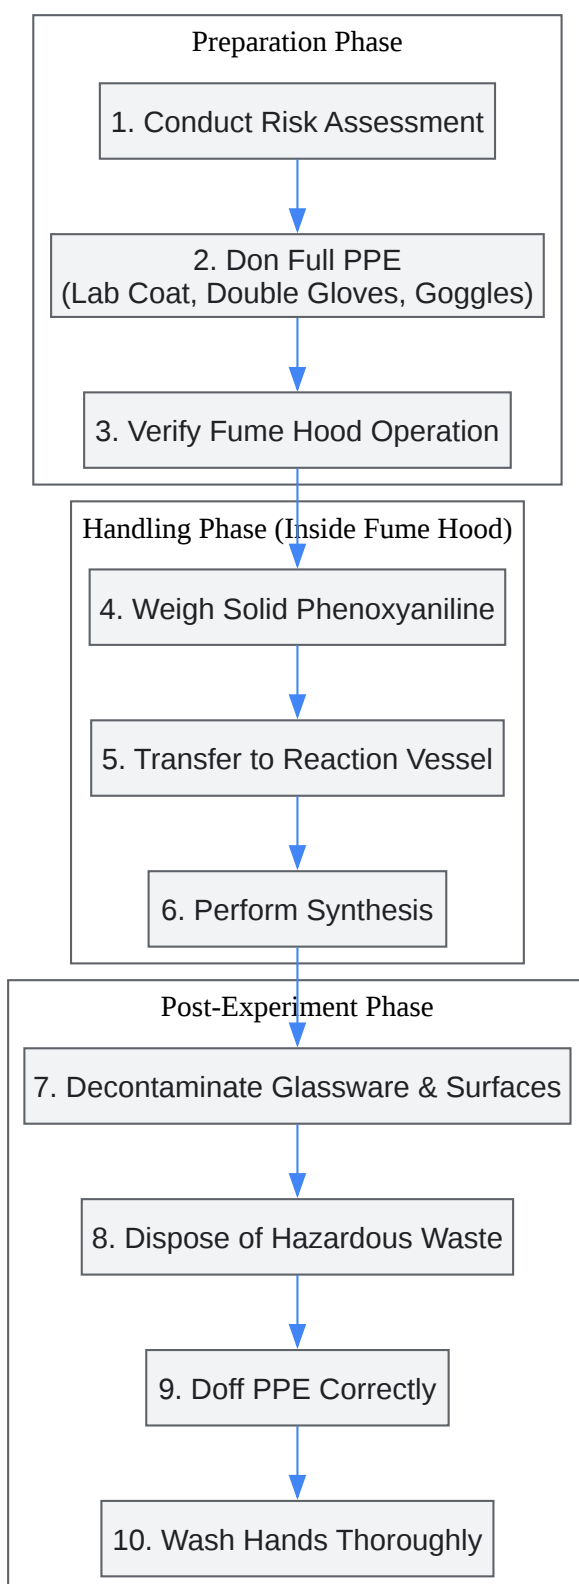 Preparation Phase
1. Conduct Risk Assessment
2. Don Full PPE
(Lab Coat, Double Gloves, Goggles)
3. Verify Fume Hood Operation
Handling Phase (Inside Fume Hood)
4. Weigh Solid Phenoxyaniline
5. Transfer to Reaction Vessel
6. Perform Synthesis
Post-Experiment Phase
7. Decontaminate Glassware & Surfaces
8. Dispose of Hazardous Waste
9. Doff PPE Correctly
10. Wash Hands Thoroughly